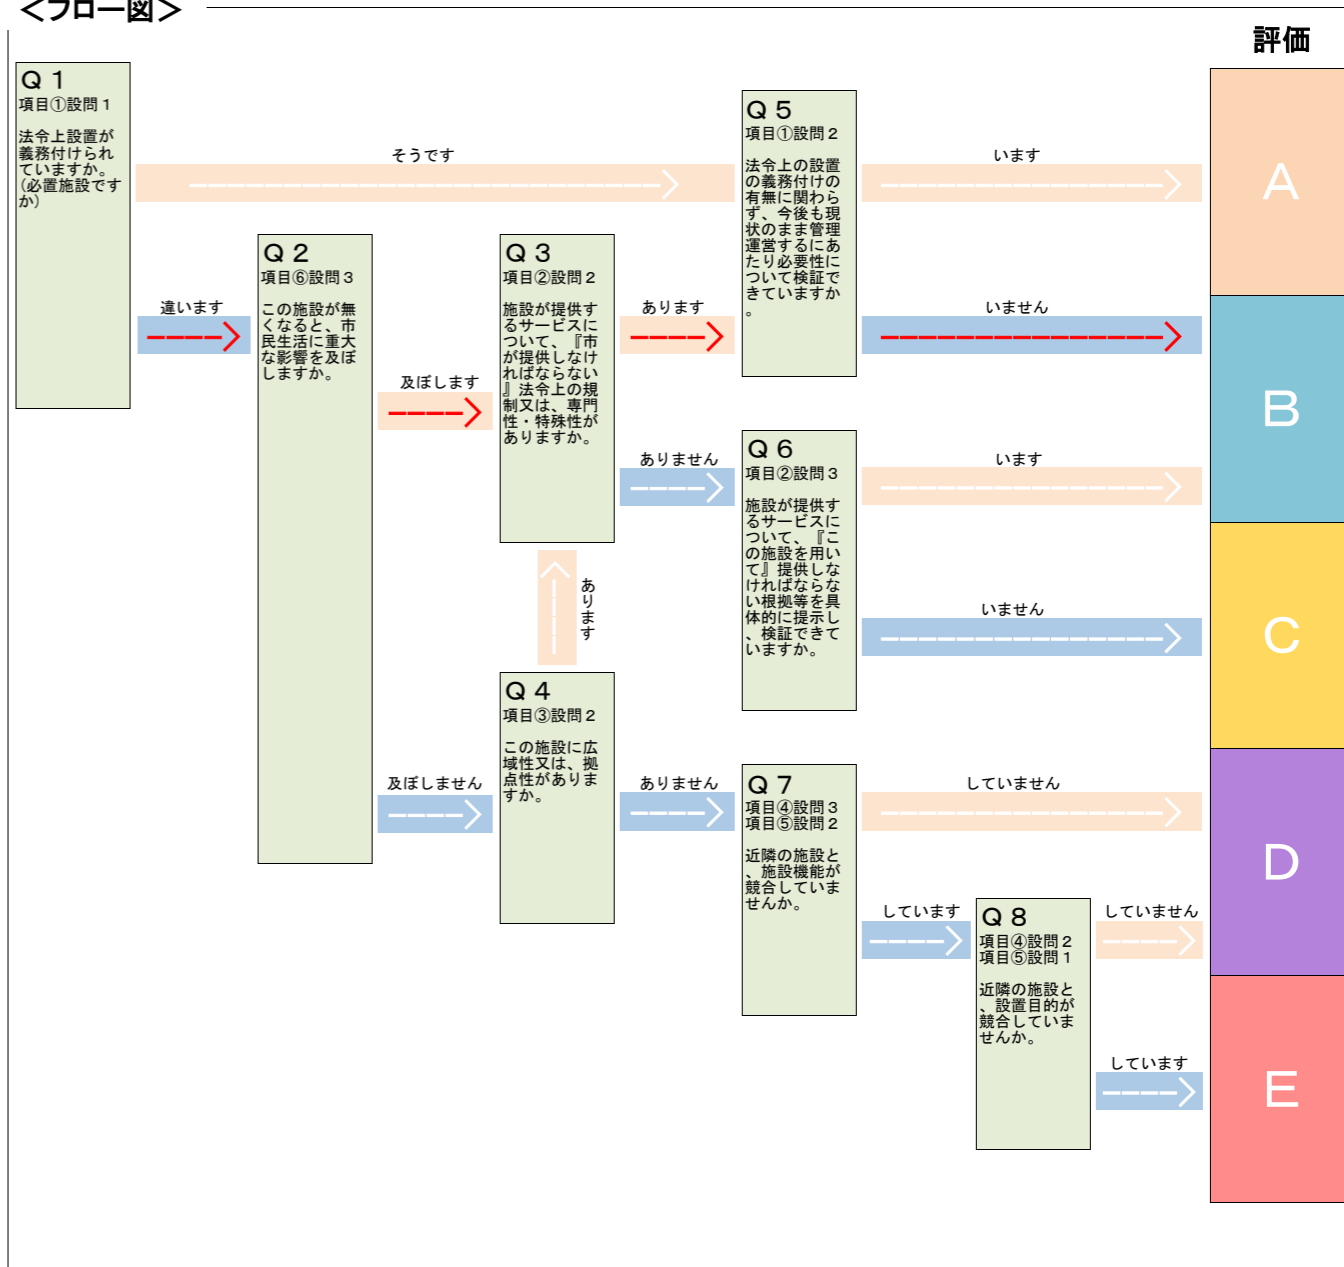 ＜フロー図＞
評価
Ｑ１
項目①設問１
法令上設置が
義務付けられ
ていますか。
(必置施設です
か)
そうです
違います
Ｑ２
項目⑥設問３
この施設が無
くなると、市
民生活に重大
な影響を及ぼ
しますか。
及ぼします
及ぼしません
Ｑ３
項目②設問２
施設が提供す
るサービスに
ついて、『市
が提供しなけ
ればならない
』法令上の規
制又は、専門
性・特殊性が
ありますか。
あります
ありません
あります
Ｑ４
項目③設問２
この施設に広
域性又は、拠
点性がありま
すか。
ありません
Ｑ５
項目①設問２
法令上の設置
の義務付けの
有無に関わら
ず、今後も現
状のまま管理
運営するにあ
たり必要性に
ついて検証で
きていますか
。
います
いません
Ｑ６
項目②設問３
施設が提供す
るサービスに
ついて、『こ
の施設を用い
て』提供しな
ければならな
い根拠等を具
体的に提示し
、検証できて
いますか。
います
いません
Ｑ７
項目④設問３
項目⑤設問２
近隣の施設と
、施設機能が
競合していま
せんか。
していません
しています
Ｑ８
項目④設問２
項目⑤設問１
近隣の施設と
、設置目的が
競合していま
せんか。
していません
しています
Ａ
Ｂ
Ｃ
Ｄ
Ｅ